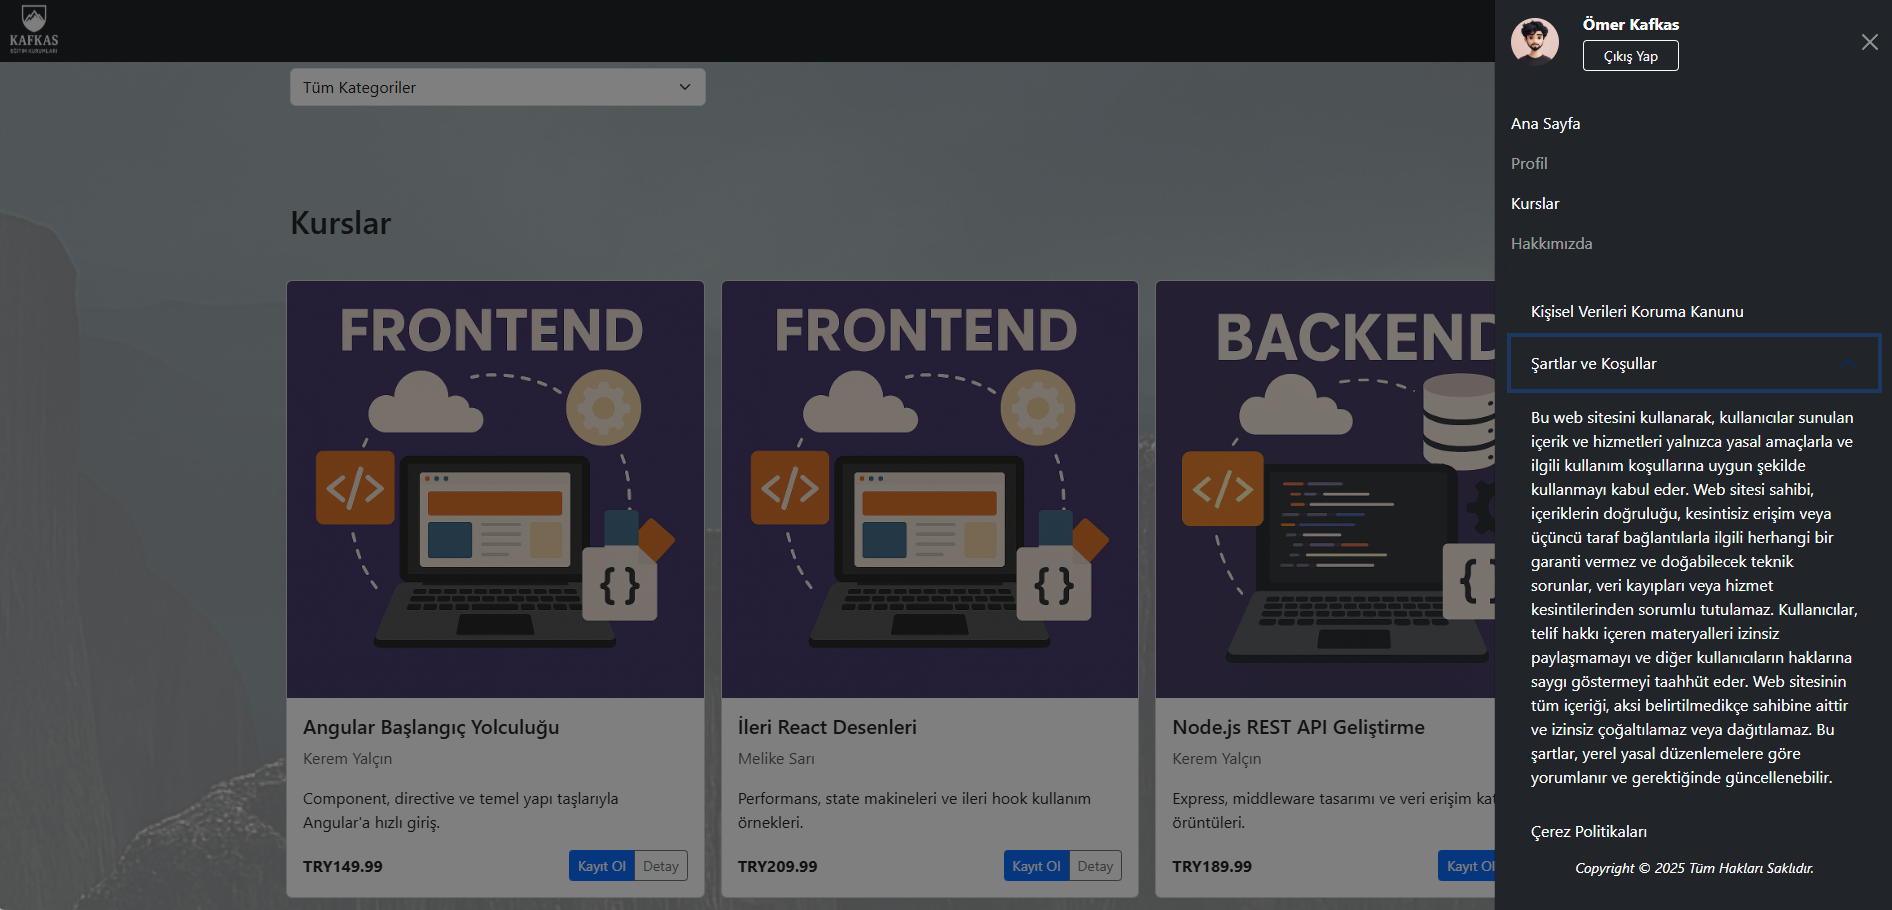 KAFKAS
EĞİTİM KURUMLARI
Tüm Kategoriler
Kurslar
FRONTEND
</>
{}
Angular Başlangıç Yolculuğu
Kerem Yalçın
Component, directive ve temel yapı taşlarıyla
Angular'a hızlı giriş.
TRY149.99
Kayıt Ol
Detay
FRONTEND
</>
{}
İleri React Desenleri
Melike Sarı
Performans, state makineleri ve ileri hook kullanım
örnekleri.
TRY209.99
Kayıt Ol
Detay
BACKEND
</>
{}
Node.js REST API Geliştirme
Kerem Yalçın
Express, middleware tasarımı ve veri erişim
örüntüleri.
TRY189.99
Kayıt Ol
Ömer Kafkas
Çıkış Yap
Ana Sayfa
Profil
Kurslar
Hakkımızda
Kişisel Verileri Koruma Kanunu
Şartlar ve Koşullar
Bu web sitesini kullanarak, kullanıcılar sunulan
içerik ve hizmetleri yalnızca yasal amaçlarla ve
ilgili kullanım koşullarına uygun şekilde
kullanmayı kabul eder. Web sitesi sahibi,
içeriklerin doğruluğu, kesintisiz erişim veya
üçüncü taraf bağlantılarla ilgili herhangi bir
garanti vermez ve doğabilecek teknik
sorunlar, veri kayıpları veya hizmet
kesintilerinden sorumlu tutulamaz. Kullanıcılar,
telif hakkı içeren materyalleri izinsiz
paylaşmamayı ve diğer kullanıcıların haklarına
saygı göstermeyi taahhüt eder. Web sitesinin
tüm içeriği, aksi belirtilmedikçe sahibine aittir
ve izinsiz çoğaltılamaz veya dağıtılamaz. Bu
şartlar, yerel yasal düzenlemelere göre
yorumlanır ve gerektiğinde güncellenebilir.
Çerez Politikaları
Copyright © 2025 Tüm Hakları Saklıdır.